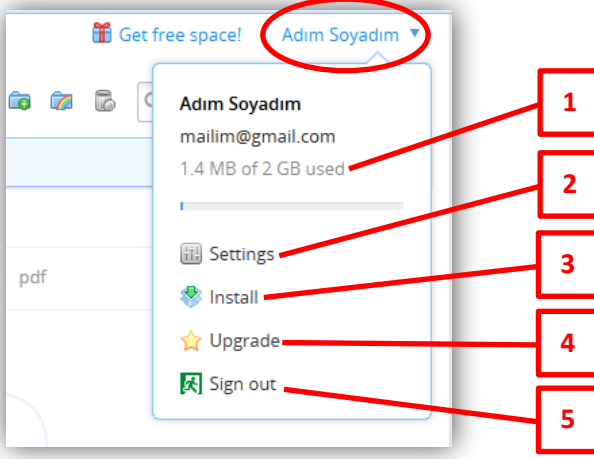 Get free space!
Adım Soyadım
Adım Soyadım
mailim@gmail.com
1.4 MB of 2 GB used
Settings
pdf
Install
Upgrade
Sign out
1
2
3
4
5